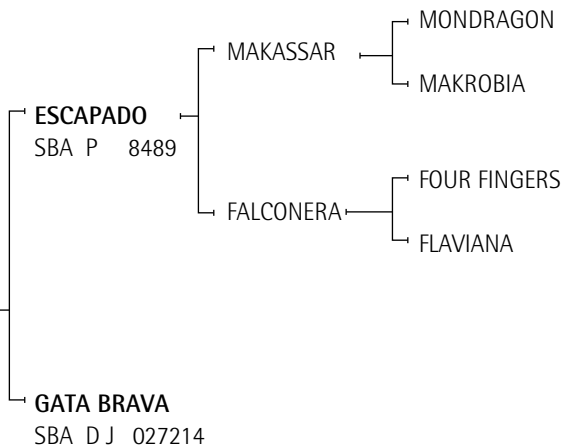 MONDRAGON
MAKASSAR
MAKROBIA
ESCAPADO
SBA P 8489
FOUR FINGERS
FALCONERA
FLAVIANA
GATA BRAVA
SBA D J 027214